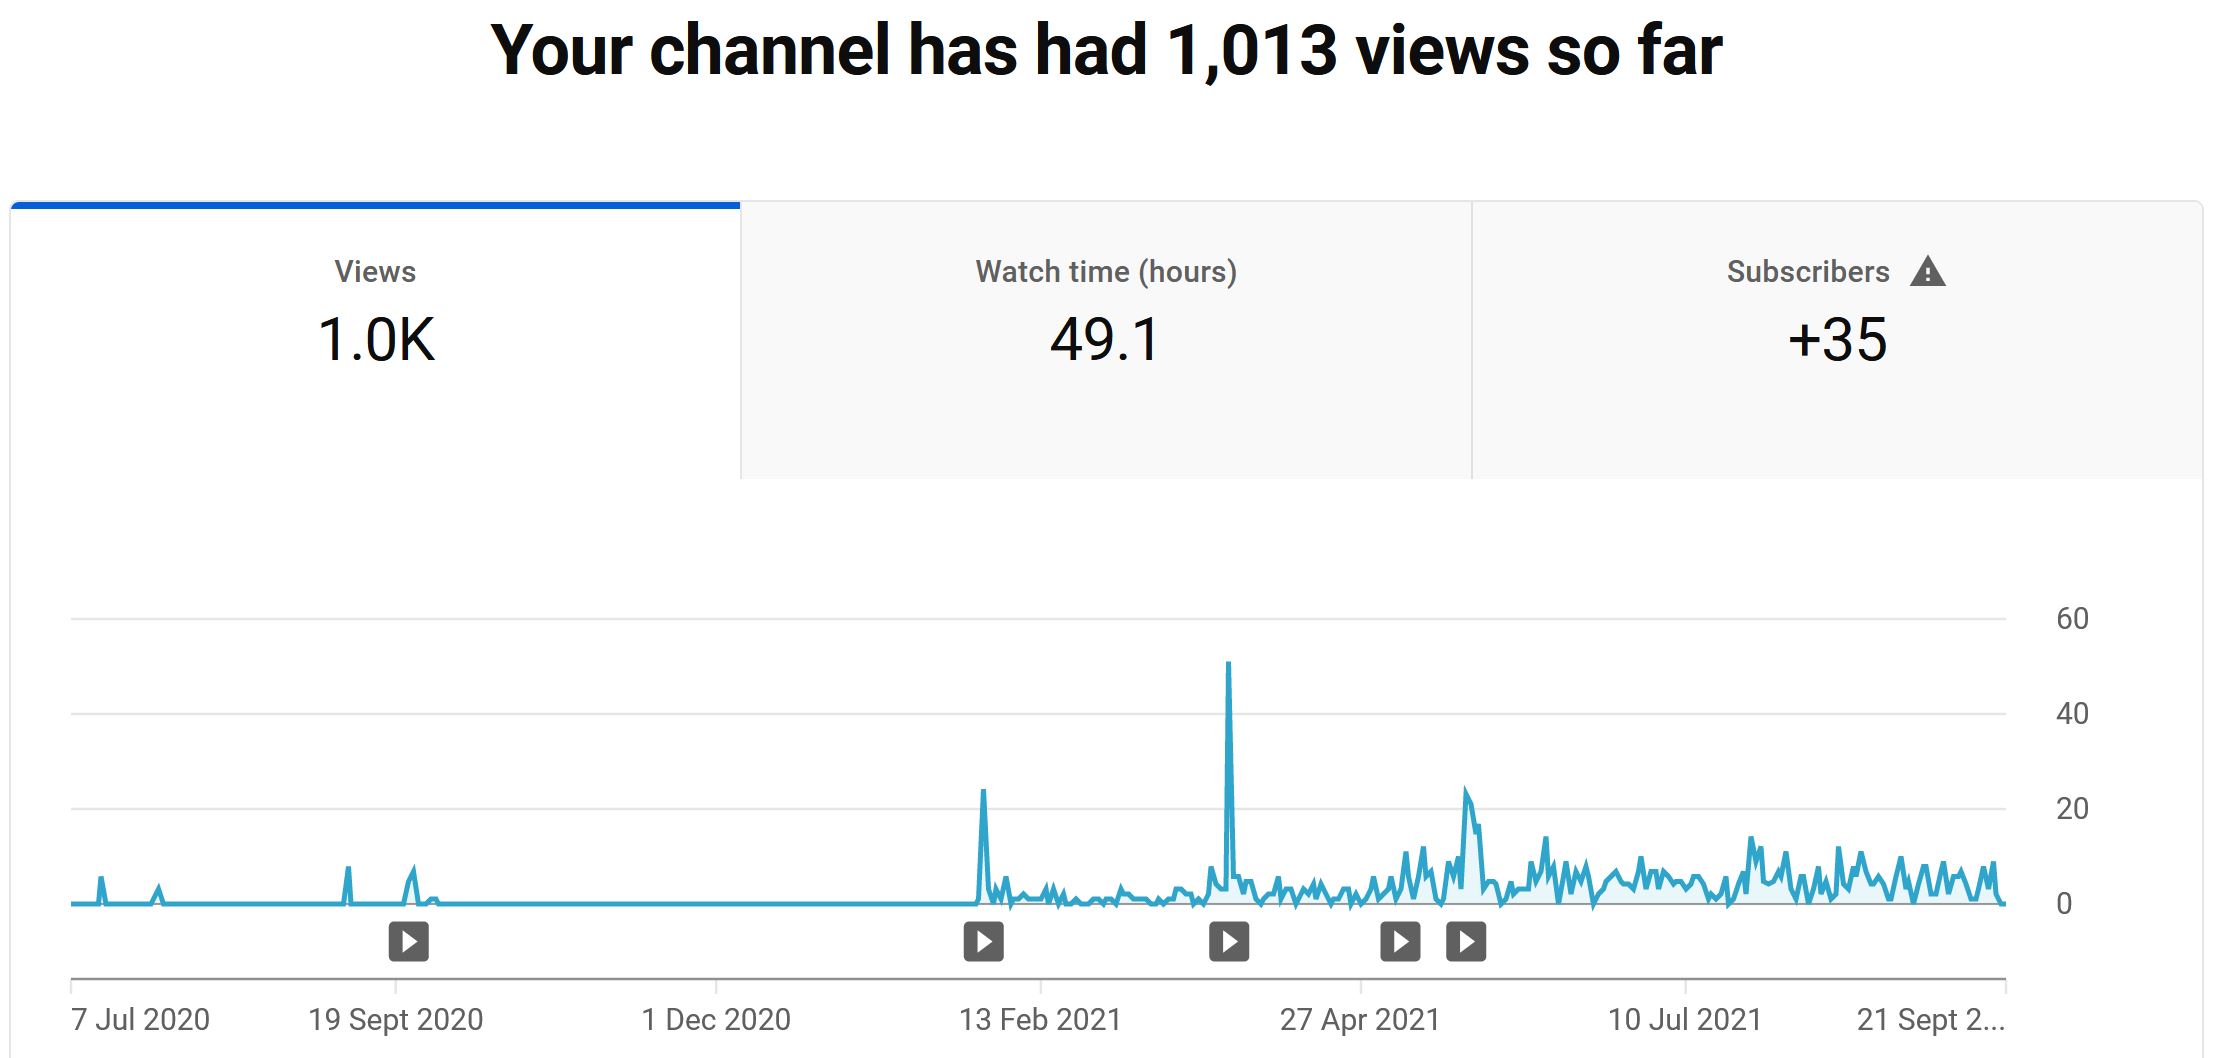 Your channel has had 1,013 views so far
Views
1.0K
Watch time (hours)
49.1
Subscribers
+35
60
40
20
0
7 Jul 2020 19 Sept 2020 1 Dec 2020 13 Feb 2021 27 Apr 2021 10 Jul 2021 21 Sept 2...